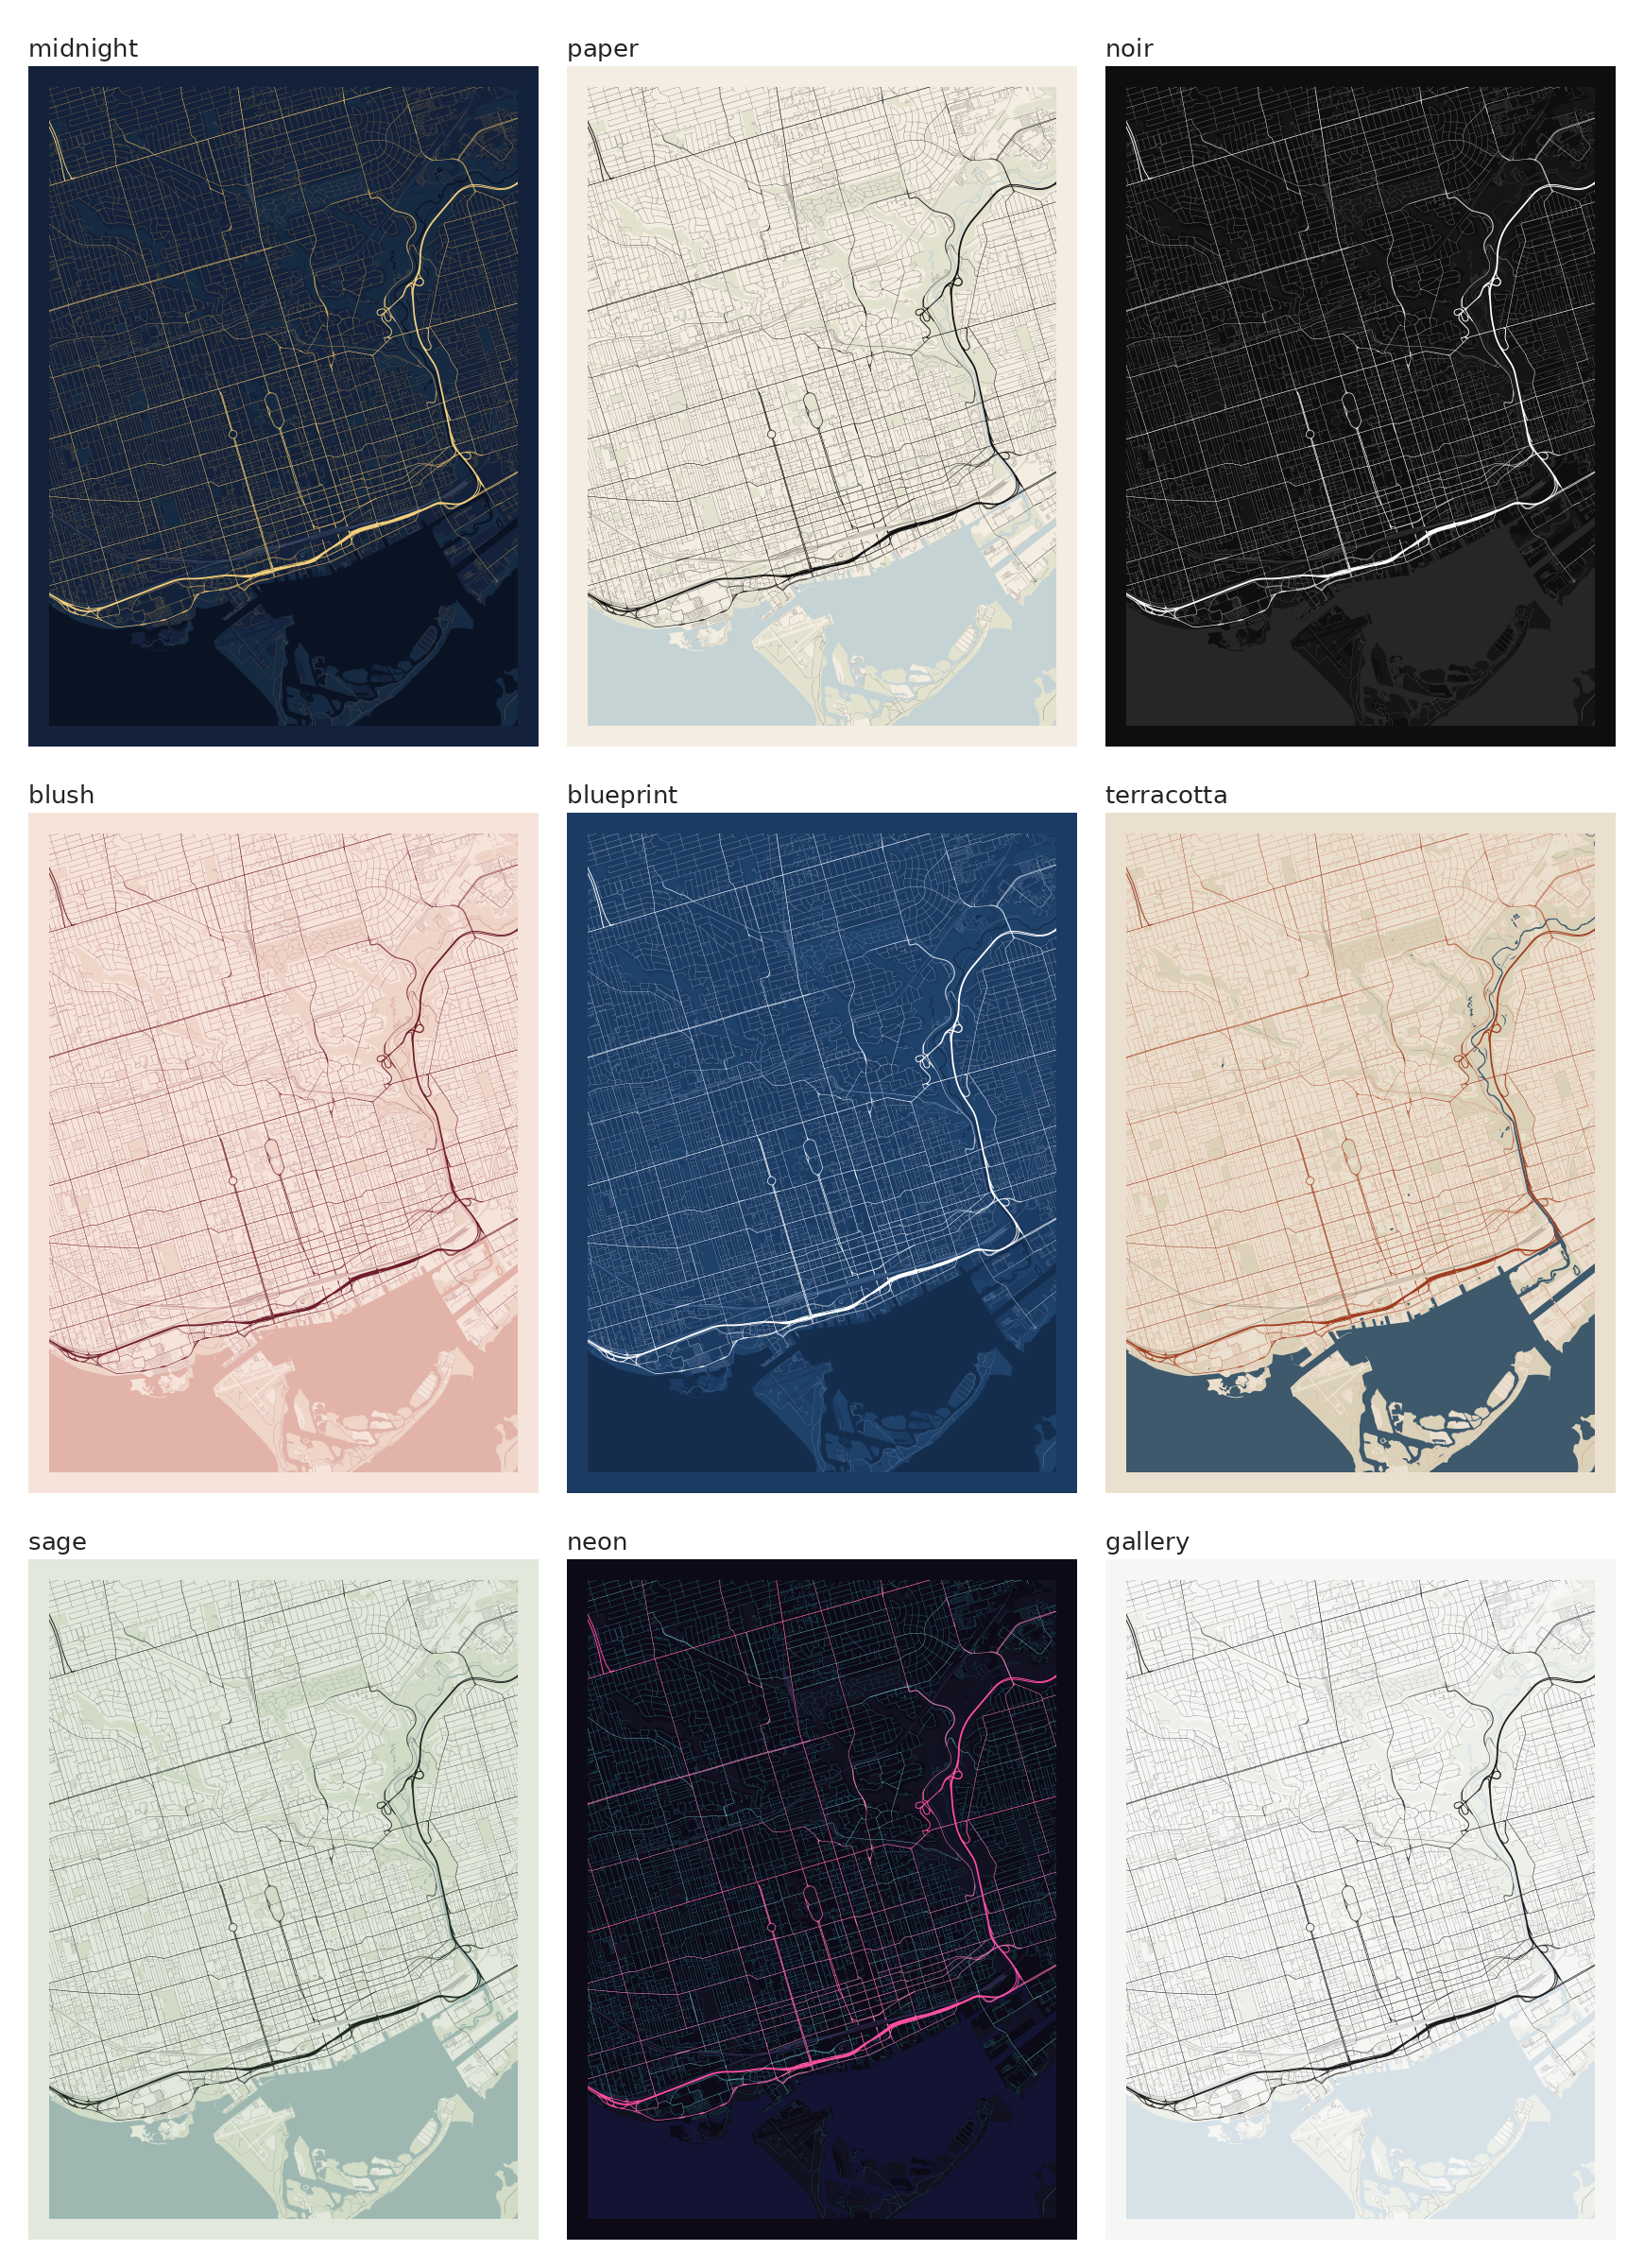 midnight
paper
noir
blush
blueprint
terracotta
sage
neon
gallery